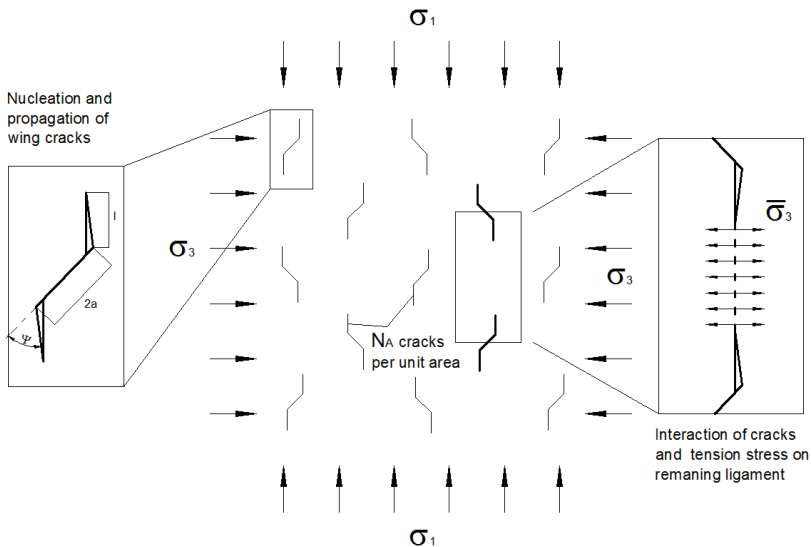 σ1
Nucleation and
propagation of
wing cracks
l
2a
Ψ
σ3
NA cracks
per unit area
σ3
σ̅3
Interaction of cracks
and tension stress on
remaning ligament
σ1